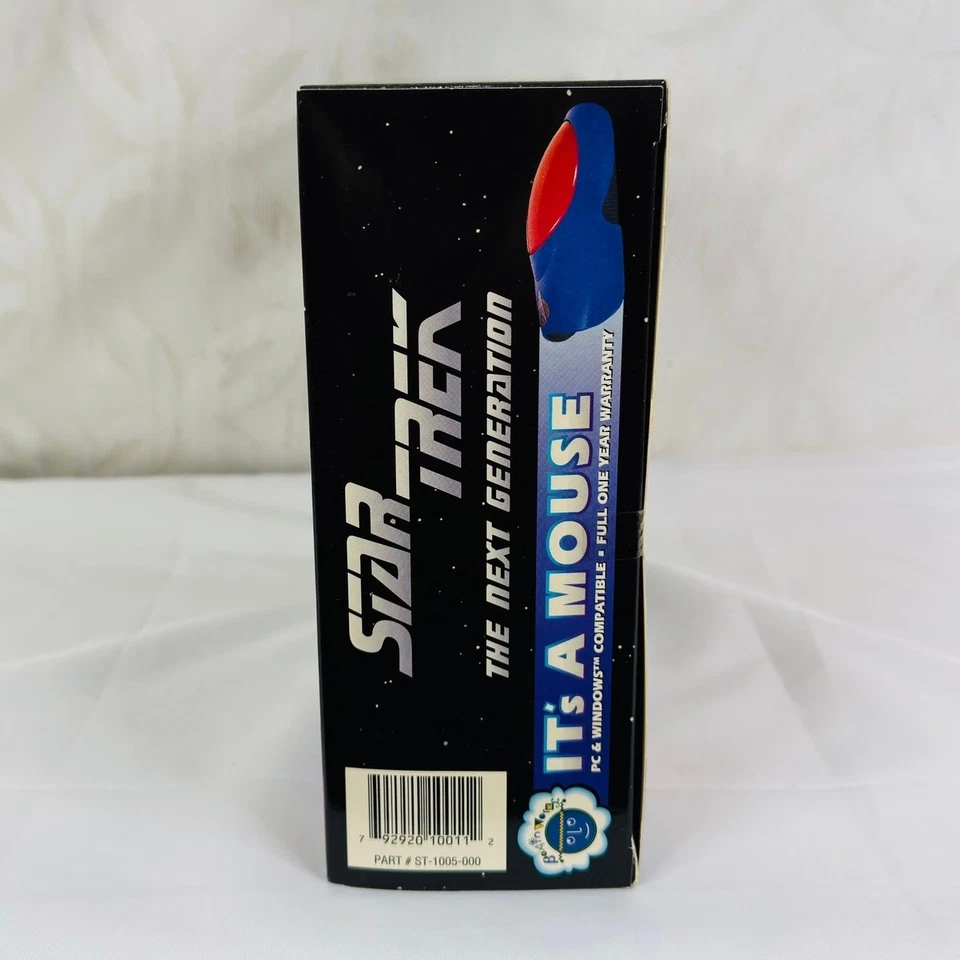 STAR TREK
THE NEXT GENERATION
IT's A MOUSE
PC & WINDOWS™ COMPATIBLE ▪ FULL ONE YEAR WARRANTY
7 92920 10011 2
PART # ST-1005-000